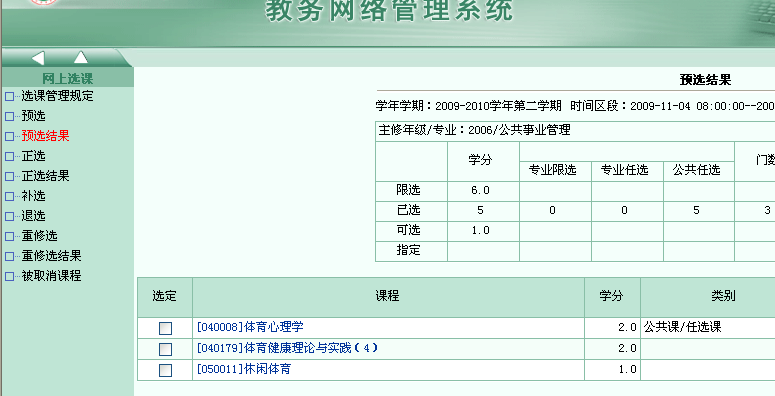 教务网络管理系统
网上选课
选课管理规定
预选
预选结果
正选
正选结果
补选
退选
重修选
重修选结果
被取消课程
预选结果
学年学期：2009-2010学年第二学期 时间区段：2009-11-04 08:00:00--200
主修年级/专业：2006/公共事业管理
学分 门数
专业限选 专业任选 公共任选
限选 6.0
已选 5 0 0 5 3
可选 1.0
指定
选定 课程 学分 类别
[040008]体育心理学 2.0 公共课/任选课
[040179]体育健康理论与实践(4) 2.0
[050011]休闲体育 1.0